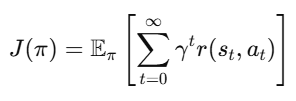 J(π) = 𝔼_π [ ∑_{t=0}^{∞} γ^t r(s_t, a_t) ]